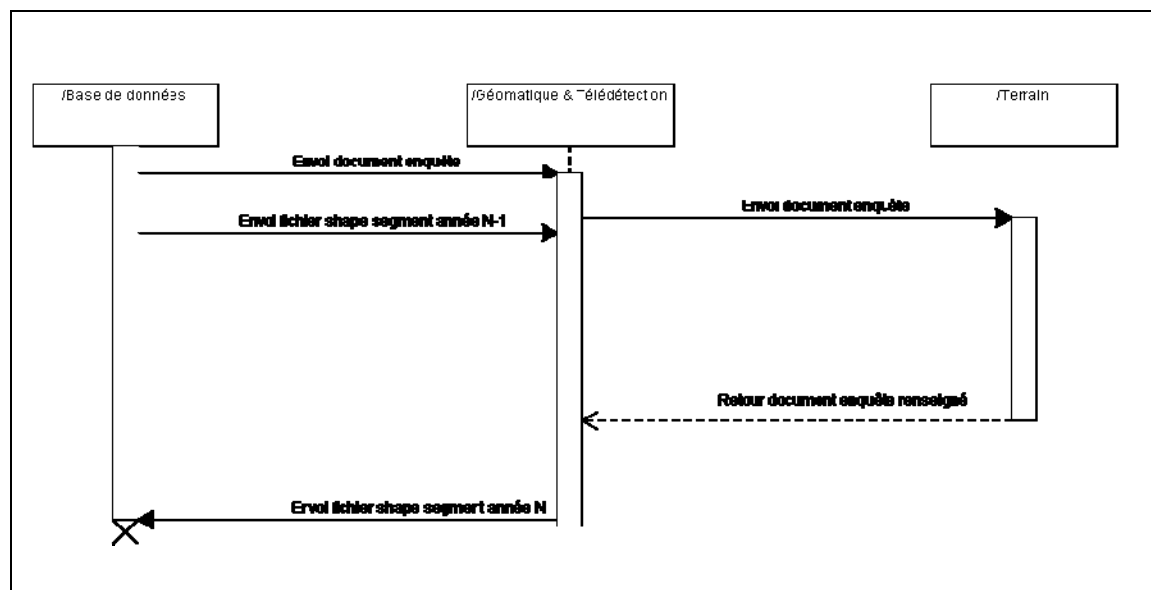 /Base de données
/Géomatique & Télédétection
/Terrain
Envoi document enquête
Envoi document enquête
Envoi fichier shape segment année N-1
Retour document enquête renseigné
Envoi fichier shape segment année N